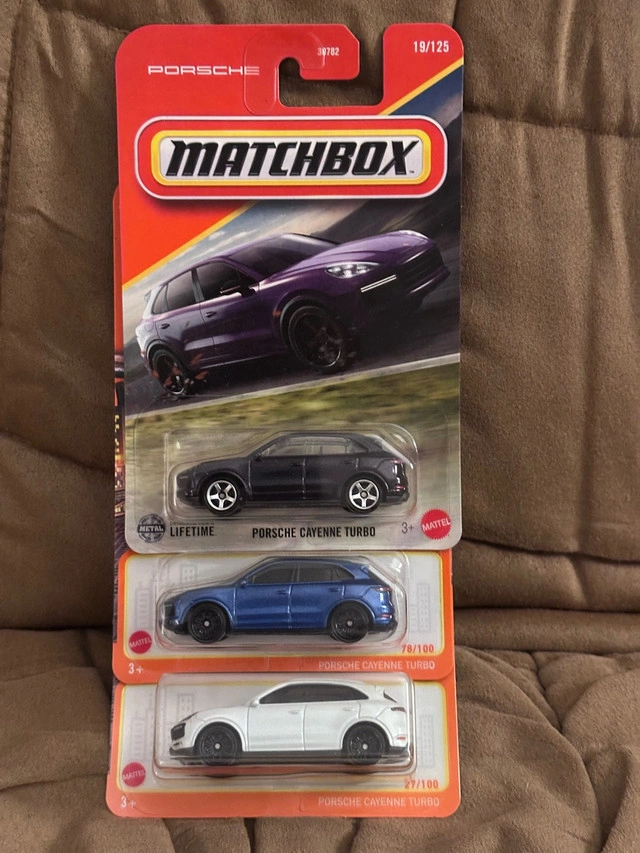 PORSCHE
30782
19/125
MATCHBOX™
METAL
LIFETIME
PORSCHE CAYENNE TURBO
3+
MATTEL
MATTEL
78/100
3+
PORSCHE CAYENNE TURBO
MATTEL
27/100
3+
PORSCHE CAYENNE TURBO